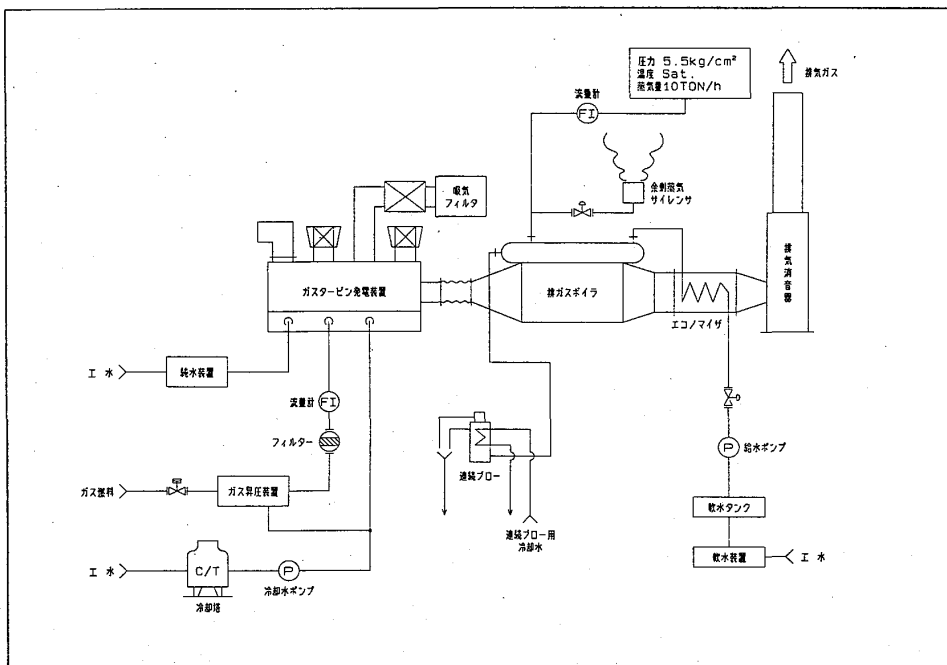 圧力 5.5kg/cm²
温度 Sat.
蒸気量10TON/h
排気ガス
流量計
FI
余剰蒸気
サイレンサ
吸気
フィルタ
ガスタービン発電装置
排ガスボイラ
排気消音器
エコノマイザ
工 水
純水装置
流量計
FI
フィルター
ガス燃料
ガス昇圧装置
連続ブロー
連続ブロー用
冷却水
P
給水ポンプ
軟水タンク
軟水装置
工 水
工 水
C/T
P
冷却水ポンプ
冷却塔